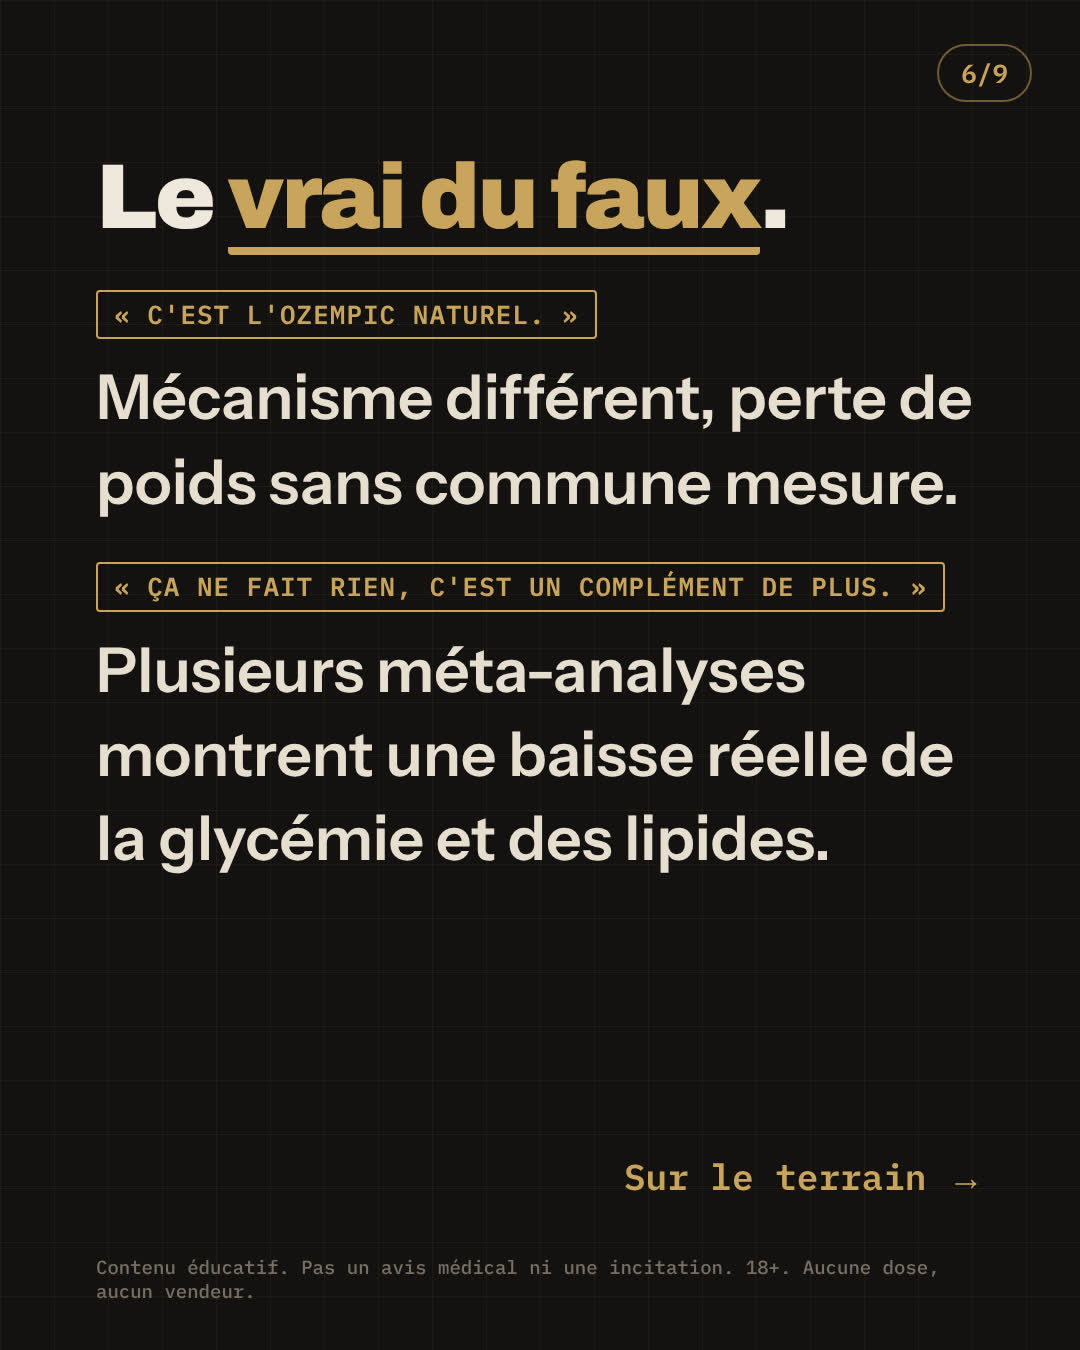 6/9
Le vrai du faux.
« C'EST L'OZEMPIC NATUREL. »
Mécanisme différent, perte de
poids sans commune mesure.
« ÇA NE FAIT RIEN, C'EST UN COMPLÉMENT DE PLUS. »
Plusieurs méta-analyses
montrent une baisse réelle de
la glycémie et des lipides.
Sur le terrain →
Contenu éducatif. Pas un avis médical ni une incitation. 18+. Aucune dose,
aucun vendeur.